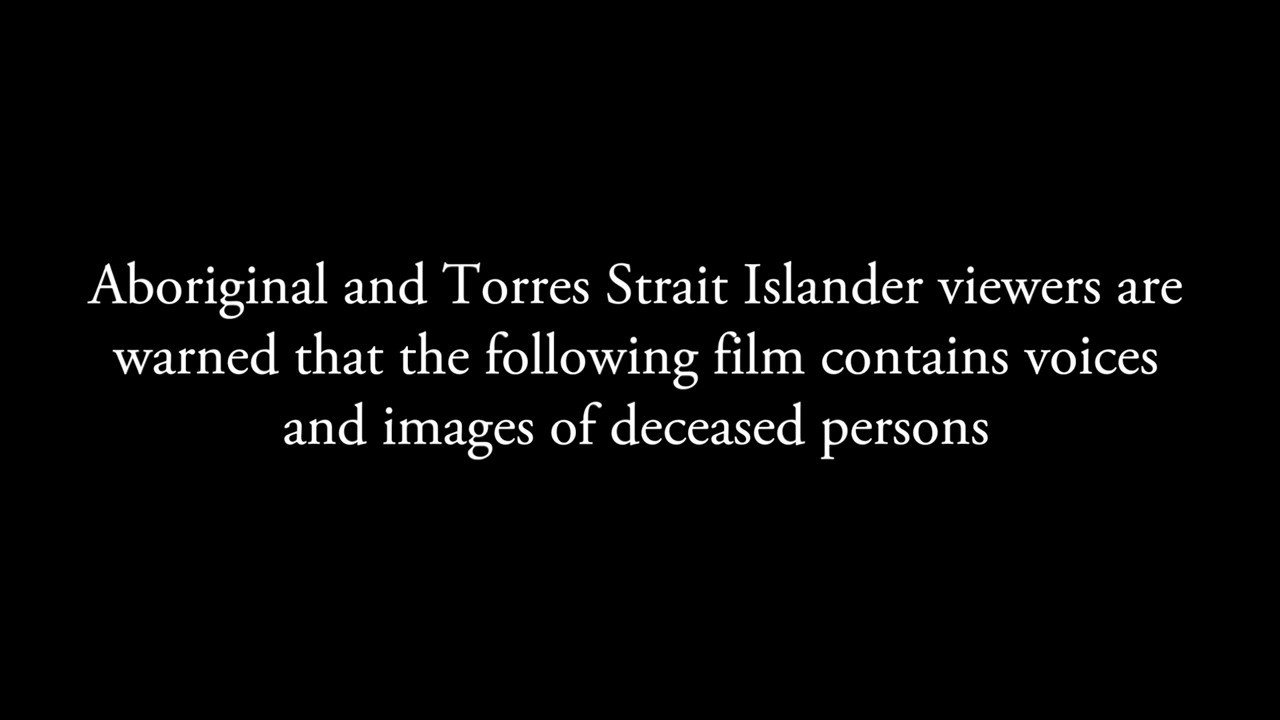 Aboriginal and Torres Strait Islander viewers are
warned that the following film contains voices
and images of deceased persons